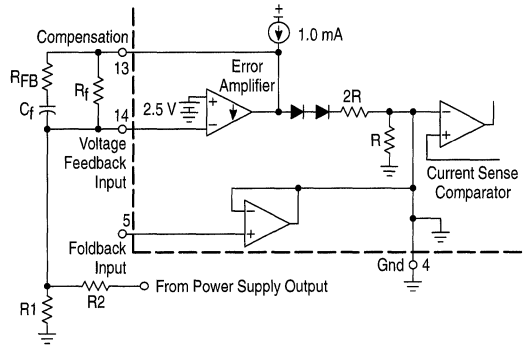 Compensation
13
1.0 mA
RFB
Cf
Rf
Error
Amplifier
2.5 V
+
−
14
Voltage
Feedback
Input
2R
R
−
+
Current Sense
Comparator
5
Foldback
Input
−
+
Gnd 4
From Power Supply Output
R1
R2